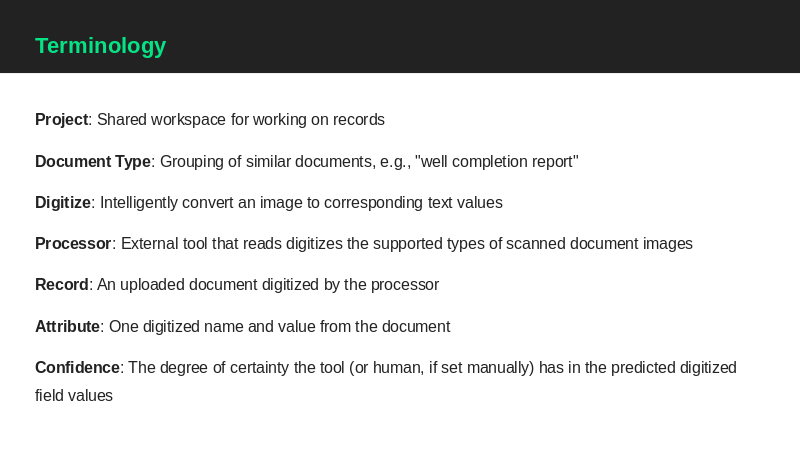 Terminology
Project: Shared workspace for working on records
Document Type: Grouping of similar documents, e.g., "well completion report"
Digitize: Intelligently convert an image to corresponding text values
Processor: External tool that reads digitizes the supported types of scanned document images
Record: An uploaded document digitized by the processor
Attribute: One digitized name and value from the document
Confidence: The degree of certainty the tool (or human, if set manually) has in the predicted digitized
field values